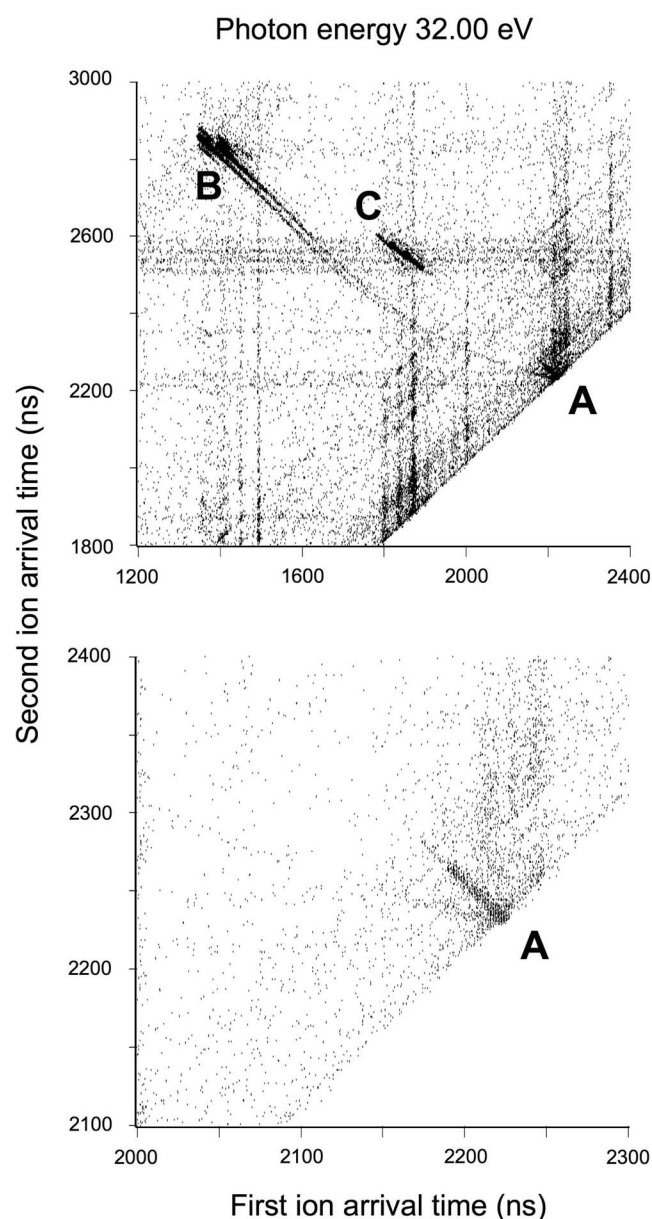 Photon energy 32.00 eV
3000
B
C
2600
2200
A
1800
1200 1600 2000 2400
Second ion arrival time (ns)
2400
2300
A
2200
2100
2000 2100 2200 2300
First ion arrival time (ns)